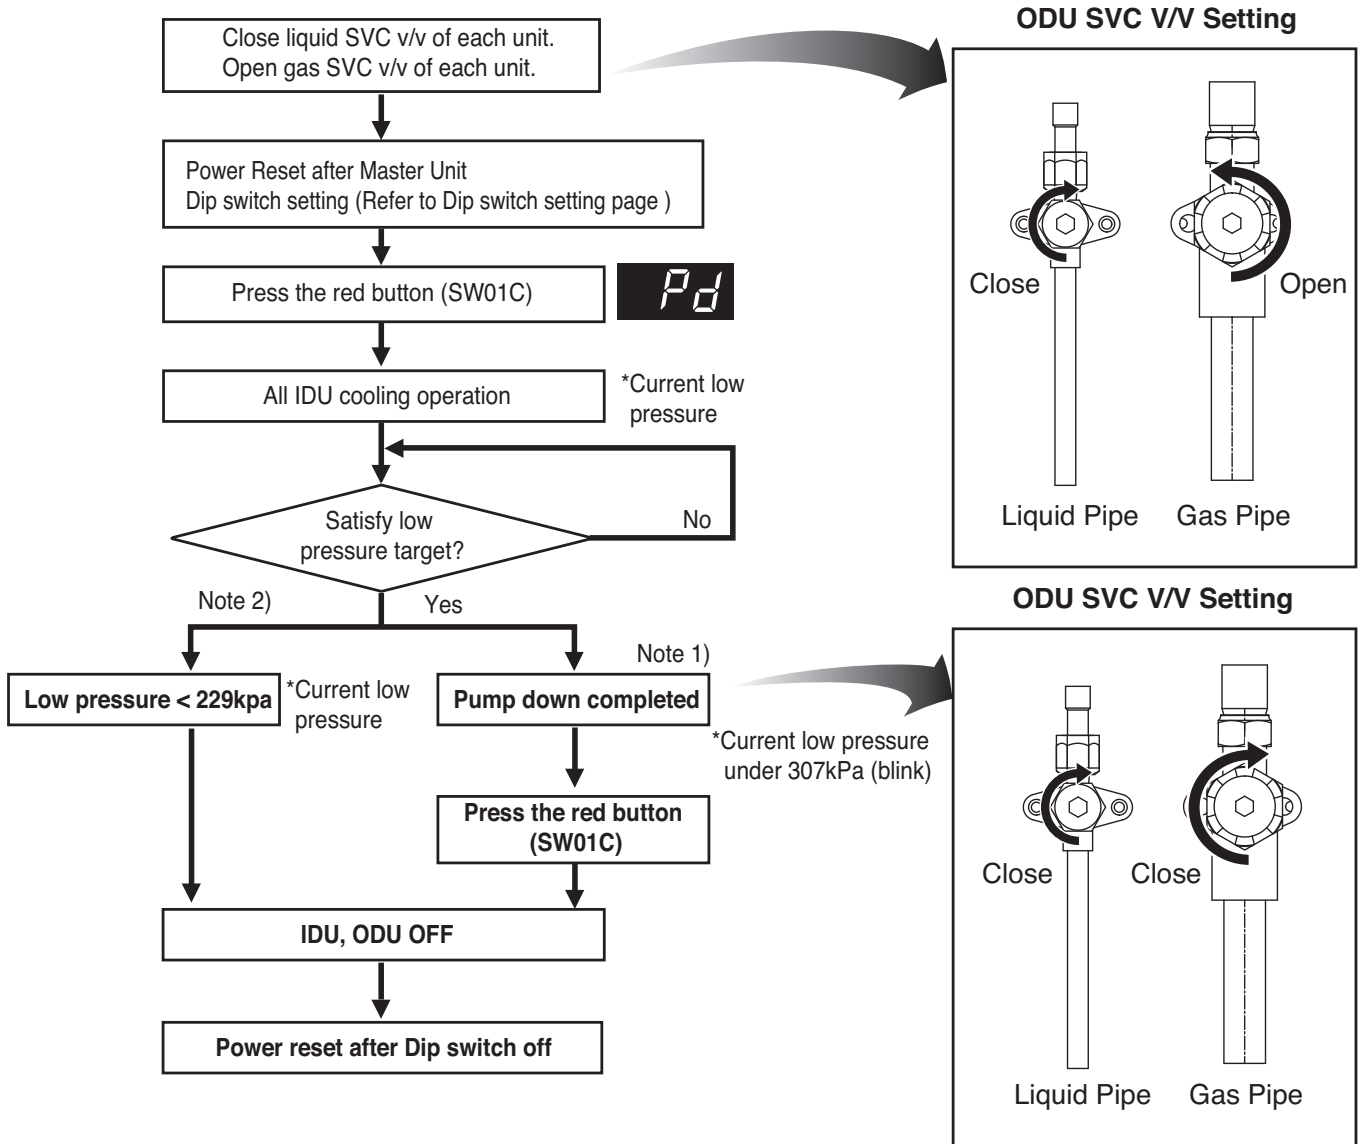 Close liquid SVC v/v of each unit.
Open gas SVC v/v of each unit.
Power Reset after Master Unit
Dip switch setting (Refer to Dip switch setting page )
Press the red button (SW01C)
Pd
All IDU cooling operation
*Current low
pressure
Satisfy low
pressure target?
No
Note 2)
Yes
Note 1)
Low pressure < 229kpa
*Current low
pressure
Pump down completed
*Current low pressure
under 307kPa (blink)
Press the red button
(SW01C)
IDU, ODU OFF
Power reset after Dip switch off
ODU SVC V/V Setting
Close
Open
Liquid Pipe
Gas Pipe
ODU SVC V/V Setting
Close
Close
Liquid Pipe
Gas Pipe